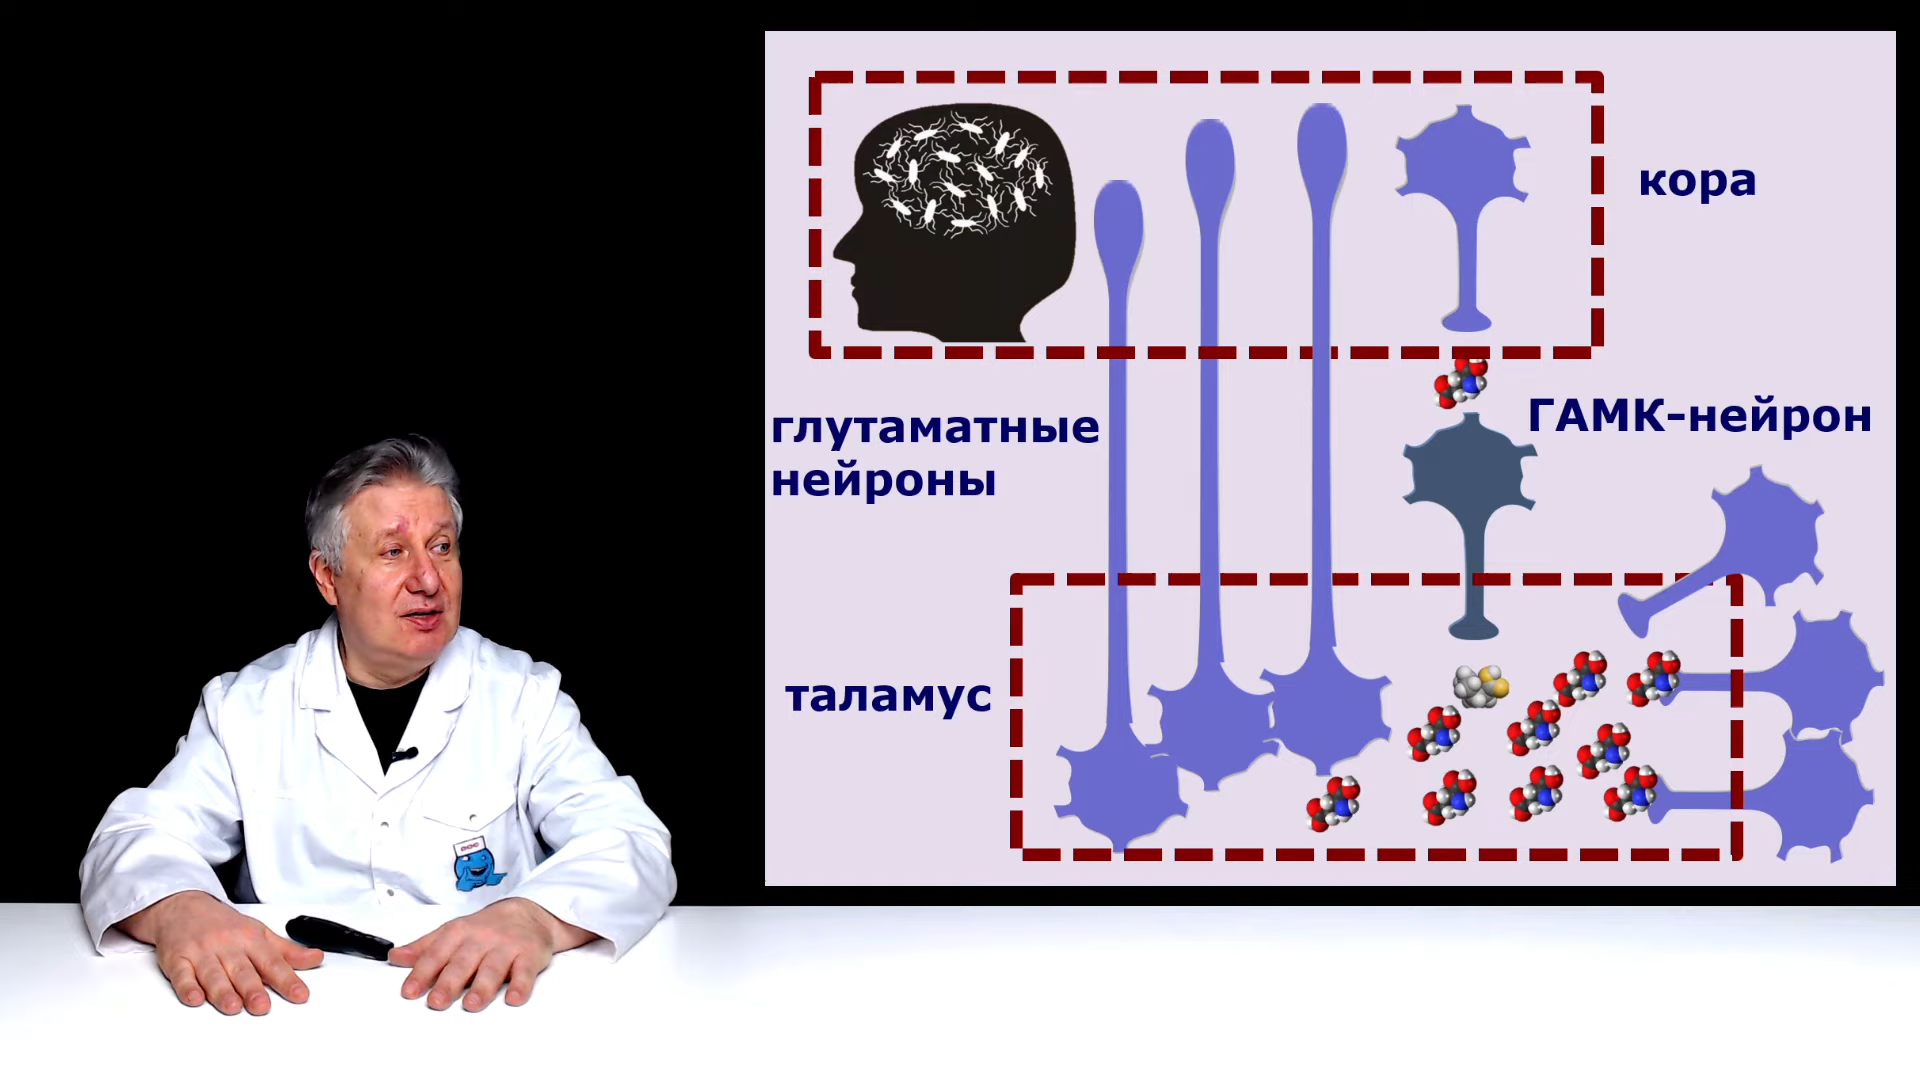 кора
глутаматные
нейроны
ГАМК-нейрон
таламус